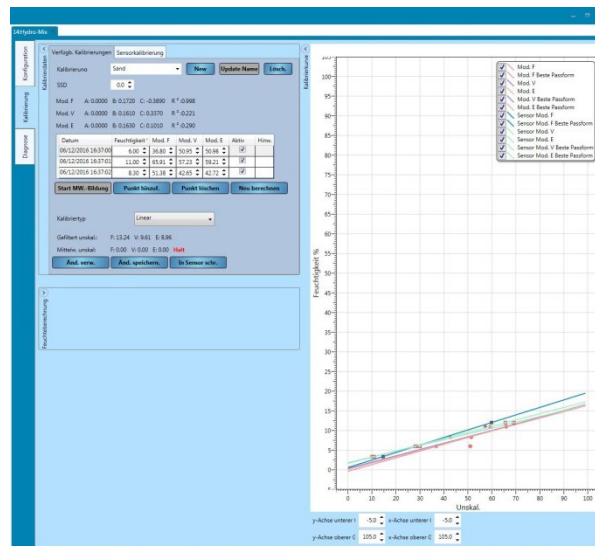 14:Hydro-Mix
Konfiguration
Kalibrierung
Diagnose
Kalibrierdaten
Verfügb. Kalibrierungen Sensorkalibrierung
Kalibrierung Sand New Update Name Lösch.
SSD 0.0
Mod. F A: 0.0000 B: 0.1720 C: -0.3890 R² :0.998
Mod. V A: 0.0000 B: 0.1610 C: 0.3370 R² :0.221
Mod. E A: 0.0000 B: 0.1630 C: 0.1010 R² :0.290
Datum Feuchtigkeit Mod. F Mod. V Mod. E Aktiv Hinw.
06/12/2016 16:37:00 6.00 36.80 50.95 50.98
06/12/2016 16:37:01 11.00 65.91 57.23 59.21
06/12/2016 16:37:02 8.30 51.38 42.65 42.72
Start MW.-Bildung Punkt hinzuf. Punkt löschen Neu berechnen
Kalibriertyp Linear
Gefiltert unskal.: F: 13.24 V: 9.61 E: 8.96
Mittelw. unskal: F: 0.00 V: 0.00 E: 0.00 Halt
Änd. verw. Änd. speichern. In Sensor schr.
Feuchteberechnung
Kalibrierkurve
Mod. F
Mod. F Beste Passform
Mod. V
Mod. E
Mod. V Beste Passform
Mod. E Beste Passform
Sensor Mod. F
Sensor Mod. F Beste Passform
Sensor Mod. V
Sensor Mod. E
Sensor Mod. V Beste Passform
Sensor Mod. E Beste Passform
Feuchtigkeit %
105
95
90
85
80
75
70
65
60
55
50
45
40
35
30
25
20
15
10
5
0
0 10 20 30 40 50 60 70 80 90 100
Unskal.
y-Achse unterer -5.0 x-Achse unterer -5.0
y-Achse oberer 105.0 x-Achse oberer 105.0